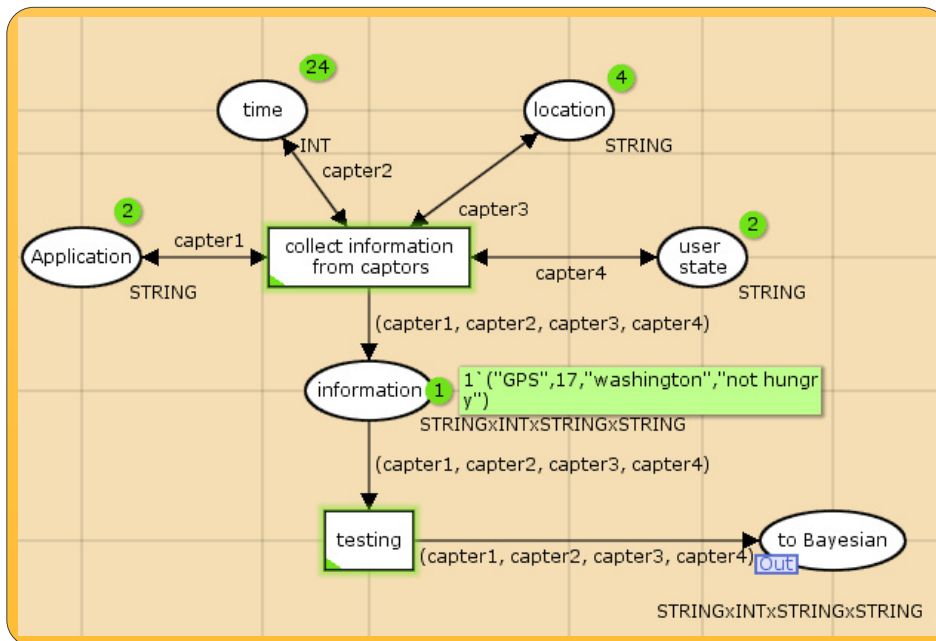 24
time
4
location
INT
STRING
capter2
capter3
2
Application
capter1
STRING
collect information
from captors
2
user
state
capter4
STRING
(capter1, capter2, capter3, capter4)
information
1
1`("GPS",17,"washington","not hungr
y")
STRINGxINTxSTRINGxSTRING
(capter1, capter2, capter3, capter4)
testing
(capter1, capter2, capter3, capter4)
to Bayesian
Out
STRINGxINTxSTRINGxSTRING